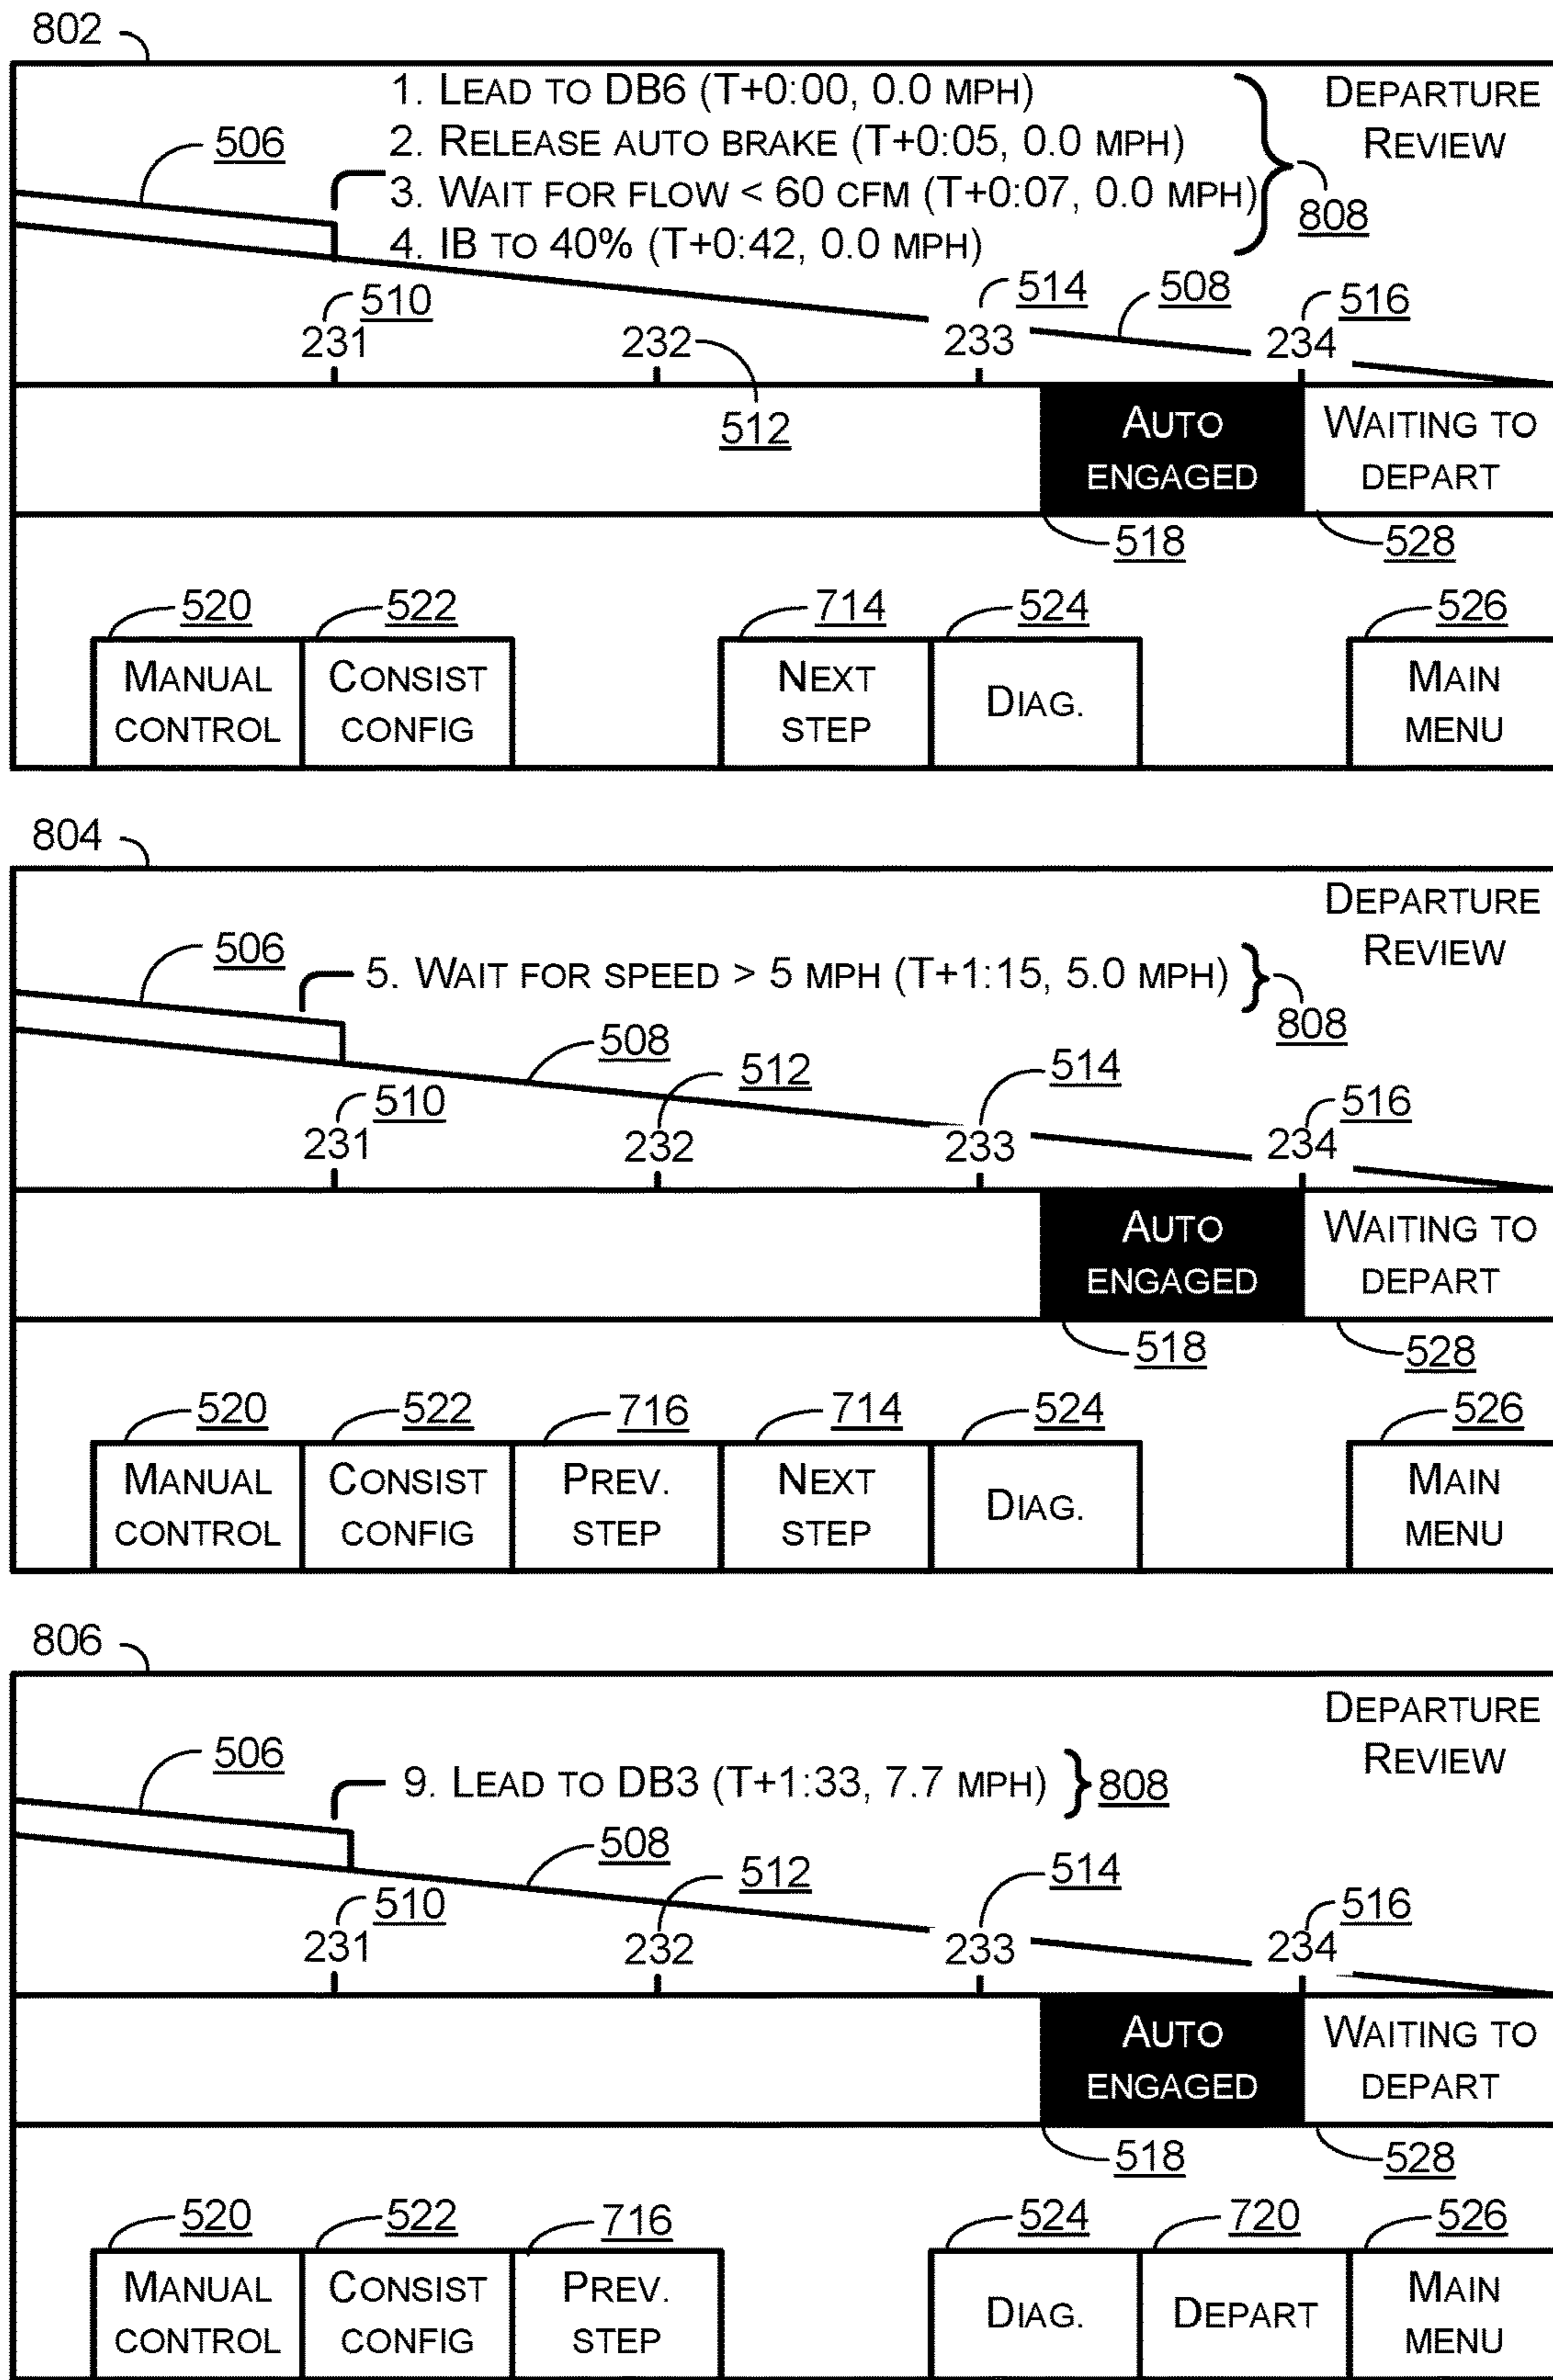 802
1. LEAD TO DB6 (T+0:00, 0.0 MPH)
DEPARTURE
REVIEW
506
2. RELEASE AUTO BRAKE (T+0:05, 0.0 MPH)
3. WAIT FOR FLOW < 60 CFM (T+0:07, 0.0 MPH)
808
4. IB TO 40% (T+0:42, 0.0 MPH)
510
514
508
516
231
232
233
234
512
AUTO
ENGAGED
WAITING TO
DEPART
518
528
520
522
714
524
526
MANUAL
CONTROL
CONSIST
CONFIG
NEXT
STEP
DIAG.
MAIN
MENU
804
DEPARTURE
REVIEW
506
5. WAIT FOR SPEED > 5 MPH (T+1:15, 5.0 MPH)
808
508
512
514
510
516
231
232
233
234
AUTO
ENGAGED
WAITING TO
DEPART
518
528
520
522
716
714
524
526
MANUAL
CONTROL
CONSIST
CONFIG
PREV.
STEP
NEXT
STEP
DIAG.
MAIN
MENU
806
DEPARTURE
REVIEW
506
9. LEAD TO DB3 (T+1:33, 7.7 MPH)
808
508
512
514
510
516
231
232
233
234
AUTO
ENGAGED
WAITING TO
DEPART
518
528
520
522
716
524
720
526
MANUAL
CONTROL
CONSIST
CONFIG
PREV.
STEP
DIAG.
DEPART
MAIN
MENU